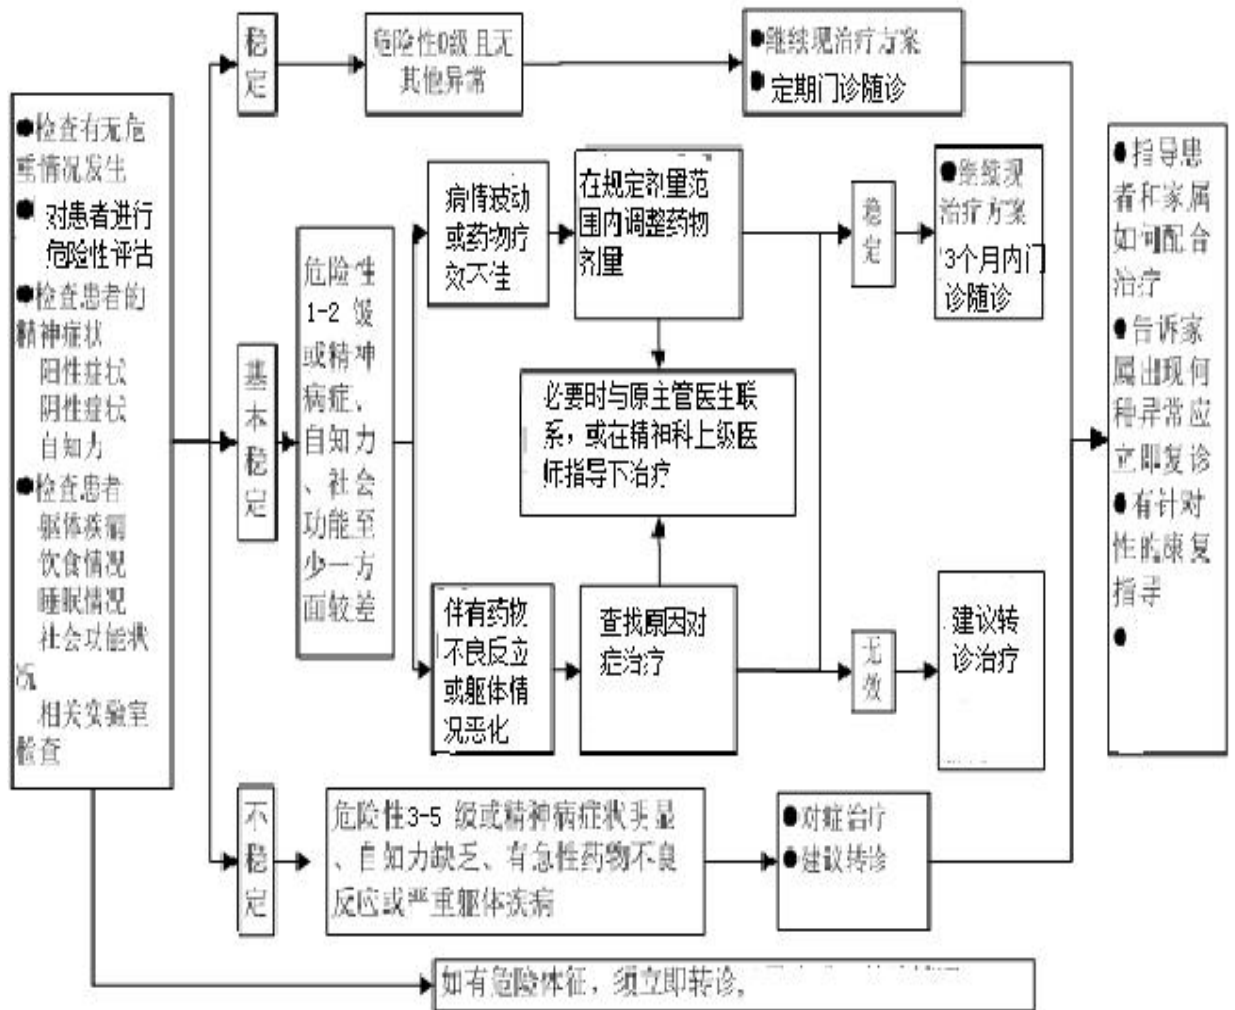 ●检查有无危
重情况发生
● 对患者进行
危险性评估
●检查患者的
精神症状
阳性症状
阴性症状
自知力
●检查患者
躯体疾病
饮食情况
睡眠情况
社会功能状
况
相关实验室
检查
稳
定
危险性0级且无
其他异常
●继续现治疗方案
● 定期门诊随诊
基
本
稳
定
危险性
1-2 级
或精神
病症、
自知力
、社会
功能至
少一方
面较差
病情波动
或药物疗
效不佳
在规定剂量范
围内调整药物
剂量
必要时与原主管医生联
系，或在精神科上级医
师指导下治疗
伴有药物
不良反应
或躯体情
况恶化
查找原因对
症治疗
稳
定
●继续现
治疗方案
3个月内门
诊随诊
无
效
建议转
诊治疗
不
稳
定
危险性3-5 级或精神病症状明显
、自知力缺乏、有急性药物不良
反应或严重躯体疾病
●对症治疗
●建议转诊
如有危险体征，须立即转诊。
●指导患
者和家属
如何配合
治疗
●告诉家
属出现何
种异常应
立即复诊
●有针对
性的康复
指导
●